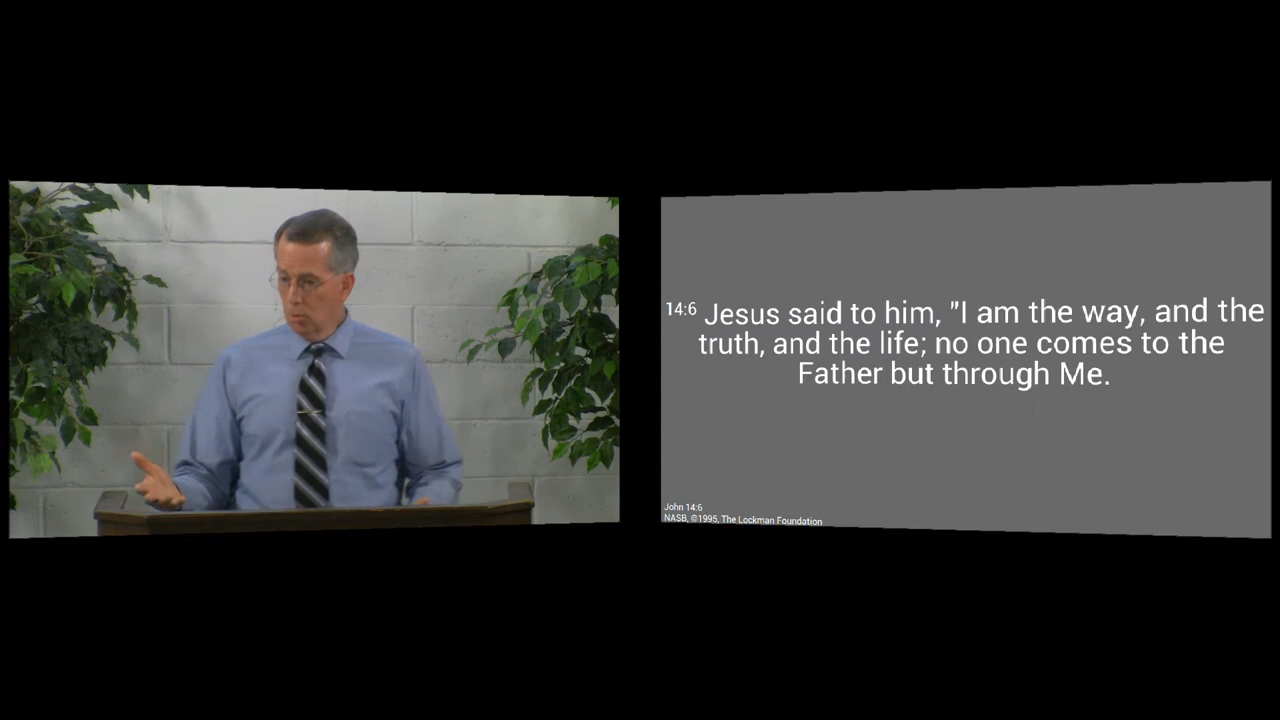 14:6 Jesus said to him, "I am the way, and the
truth, and the life; no one comes to the
Father but through Me.
John 14:6
NASB, ©1995, The Lockman Foundation